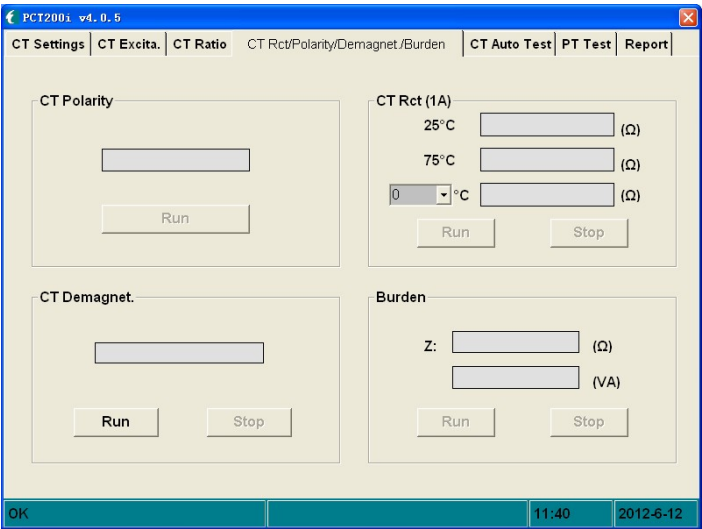 PCT200i v4.0.5
CT Settings CT Excita. CT Ratio CT Rct/Polarity/Demagnet./Burden CT Auto Test PT Test Report
CT Polarity
Run
CT Rct (1A)
25°C (Ω)
75°C (Ω)
0 °C (Ω)
Run Stop
CT Demagnet.
Run Stop
Burden
Z: (Ω)
(VA)
Run Stop
OK 11:40 2012-6-12